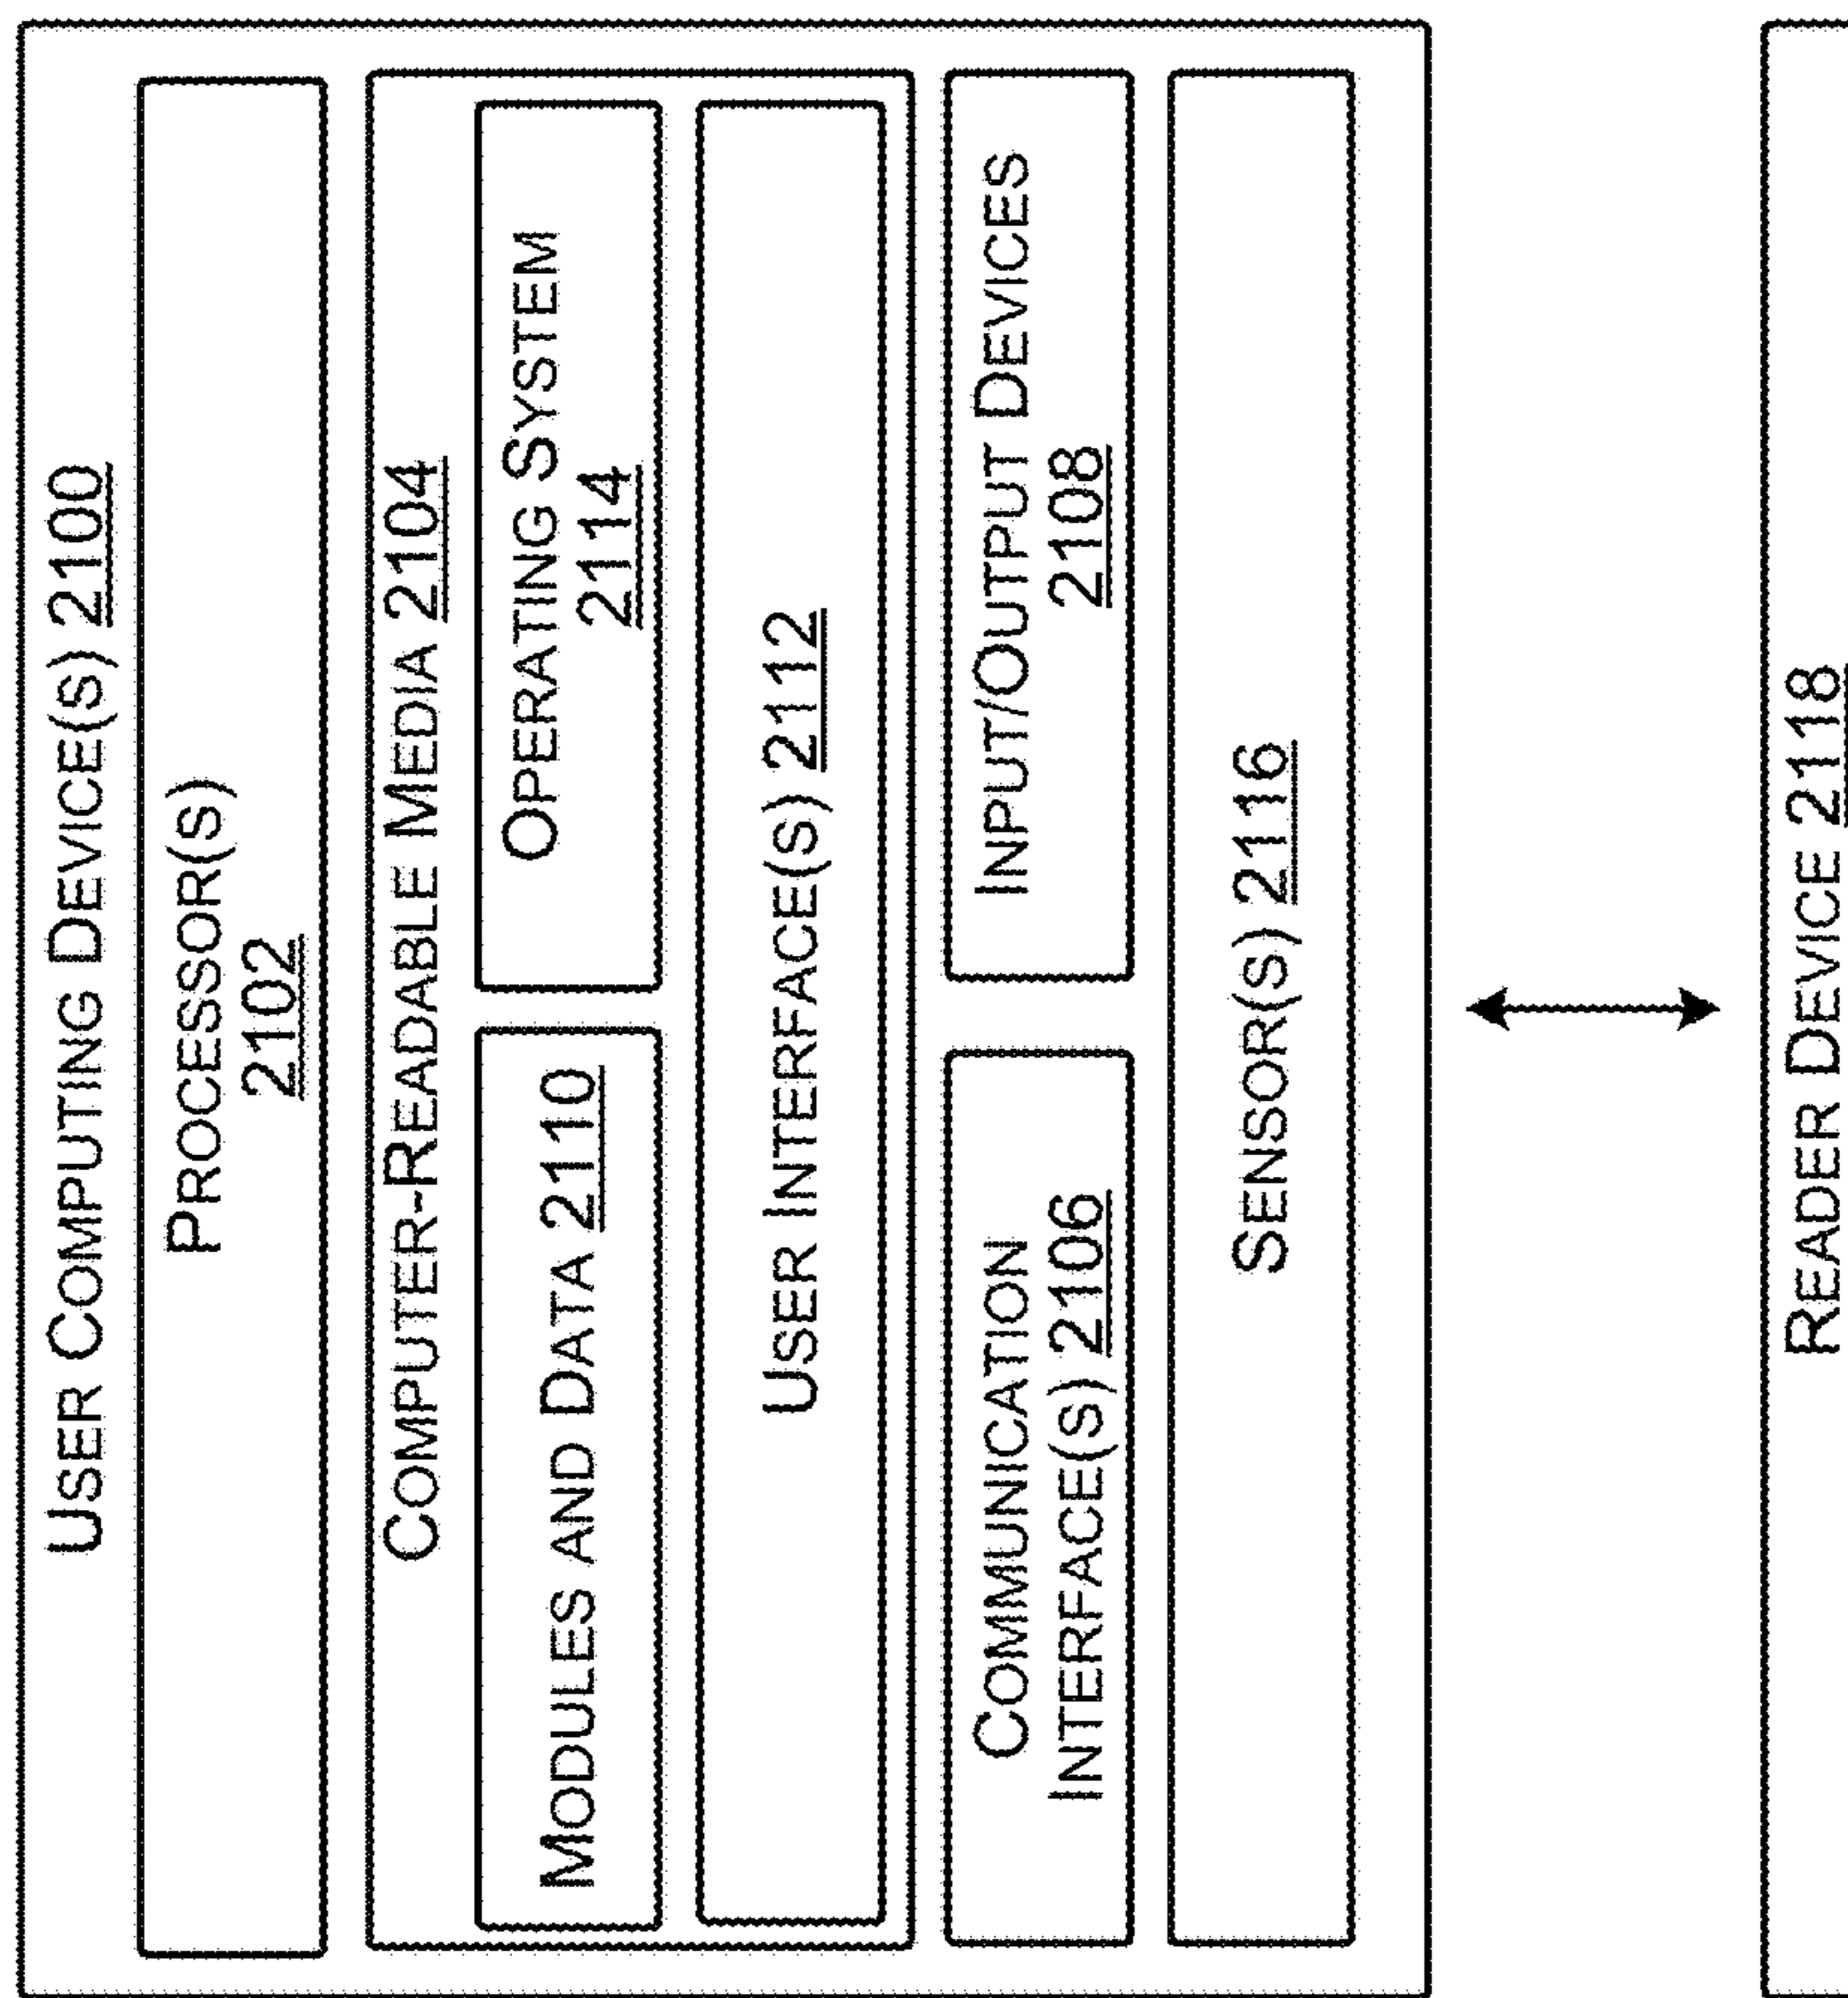 USER COMPUTING DEVICE(S) 2100
PROCESSOR(S)
2102
COMPUTER-READABLE MEDIA 2104
MODULES AND DATA 2110
OPERATING SYSTEM
2114
USER INTERFACE(S) 2112
COMMUNICATION
INTERFACE(S) 2106
INPUT/OUTPUT DEVICES
2108
SENSOR(S) 2116
READER DEVICE 2118